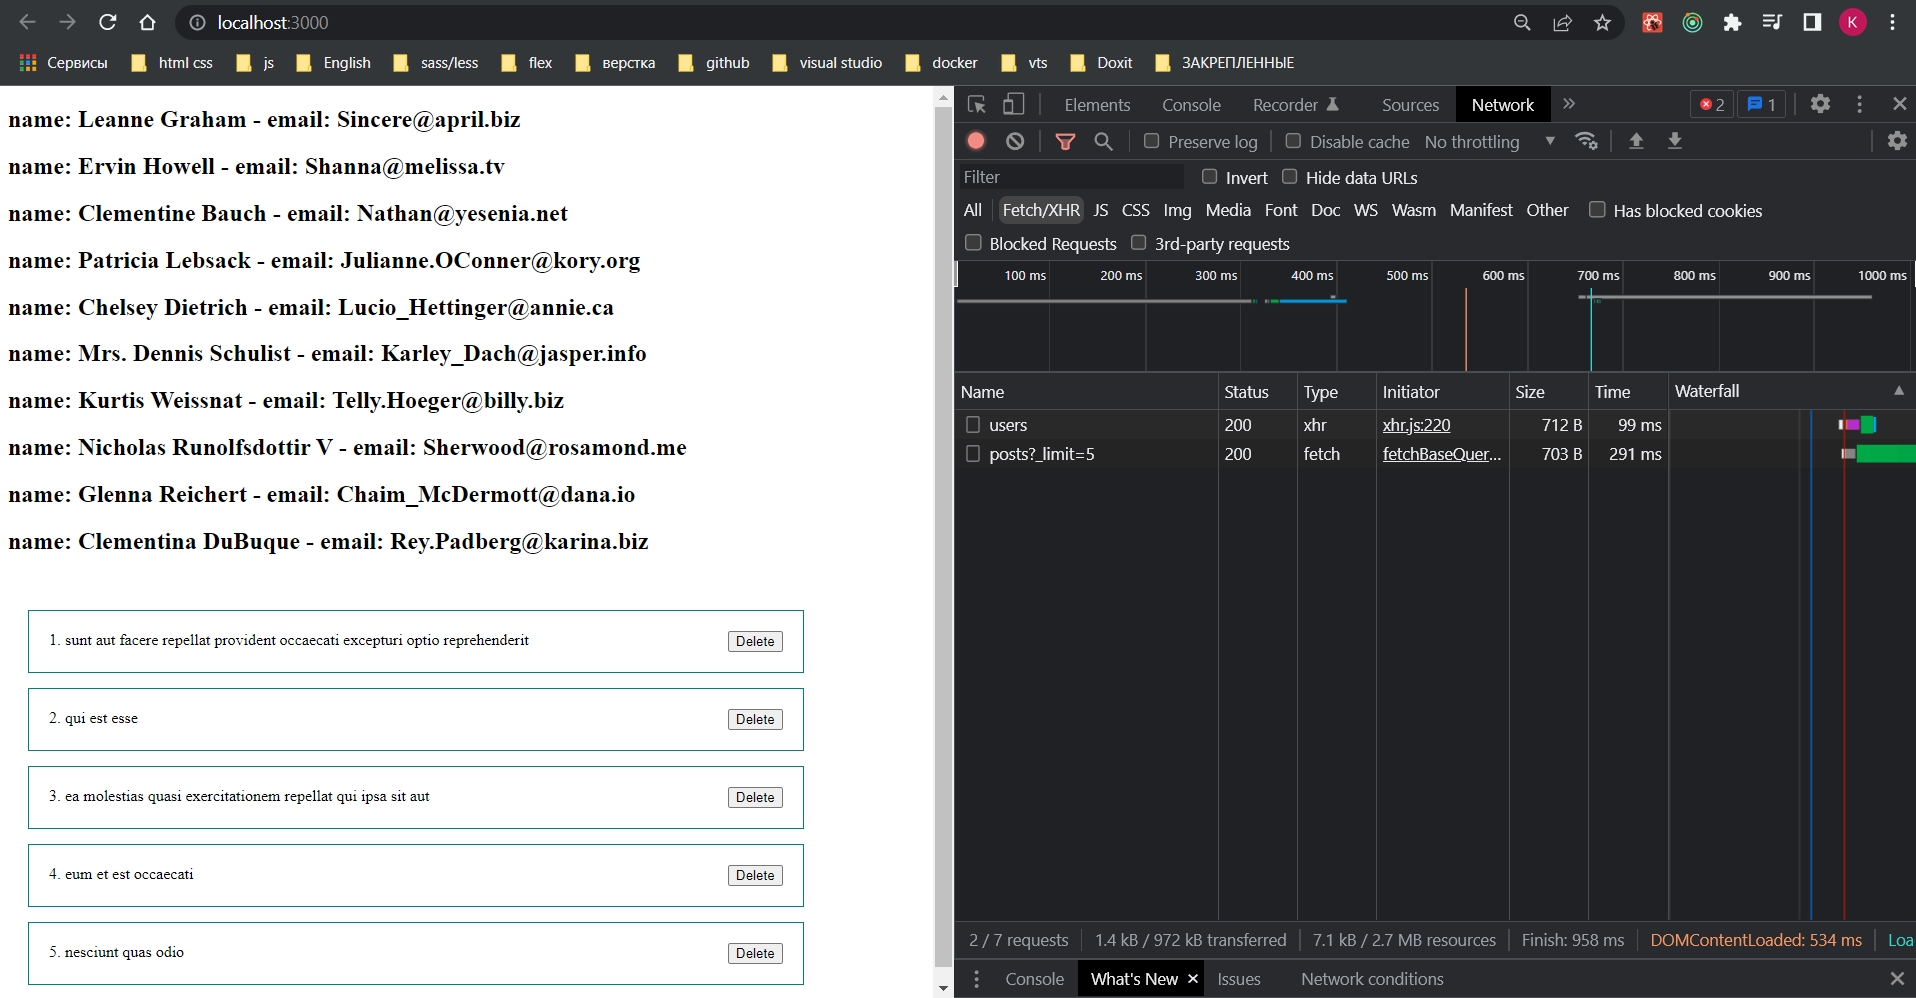 localhost:3000
K
Сервисы html css js English sass/less flex верстка github visual studio docker vts Doxit ЗАКРЕПЛЕННЫЕ
name: Leanne Graham - email: Sincere@april.biz
name: Ervin Howell - email: Shanna@melissa.tv
name: Clementine Bauch - email: Nathan@yesenia.net
name: Patricia Lebsack - email: Julianne.OConner@kory.org
name: Chelsey Dietrich - email: Lucio_Hettinger@annie.ca
name: Mrs. Dennis Schulist - email: Karley_Dach@jasper.info
name: Kurtis Weissnat - email: Telly.Hoeger@billy.biz
name: Nicholas Runolfsdottir V - email: Sherwood@rosamond.me
name: Glenna Reichert - email: Chaim_McDermott@dana.io
name: Clementina DuBuque - email: Rey.Padberg@karina.biz
1. sunt aut facere repellat provident occaecati excepturi optio reprehenderit Delete
2. qui est esse Delete
3. ea molestias quasi exercitationem repellat qui ipsa sit aut Delete
4. eum et est occaecati Delete
5. nesciunt quas odio Delete
Elements Console Recorder Sources Network » 2 1
Preserve log Disable cache No throttling
Filter Invert Hide data URLs
All Fetch/XHR JS CSS Img Media Font Doc WS Wasm Manifest Other Has blocked cookies
Blocked Requests 3rd-party requests
100 ms 200 ms 300 ms 400 ms 500 ms 600 ms 700 ms 800 ms 900 ms 1000 ms
Name Status Type Initiator Size Time Waterfall
users 200 xhr xhr.js:220 712 B 99 ms
posts?_limit=5 200 fetch fetchBaseQuer... 703 B 291 ms
2 / 7 requests 1.4 kB / 972 kB transferred 7.1 kB / 2.7 MB resources Finish: 958 ms DOMContentLoaded: 534 ms Loa
Console What's New × Issues Network conditions